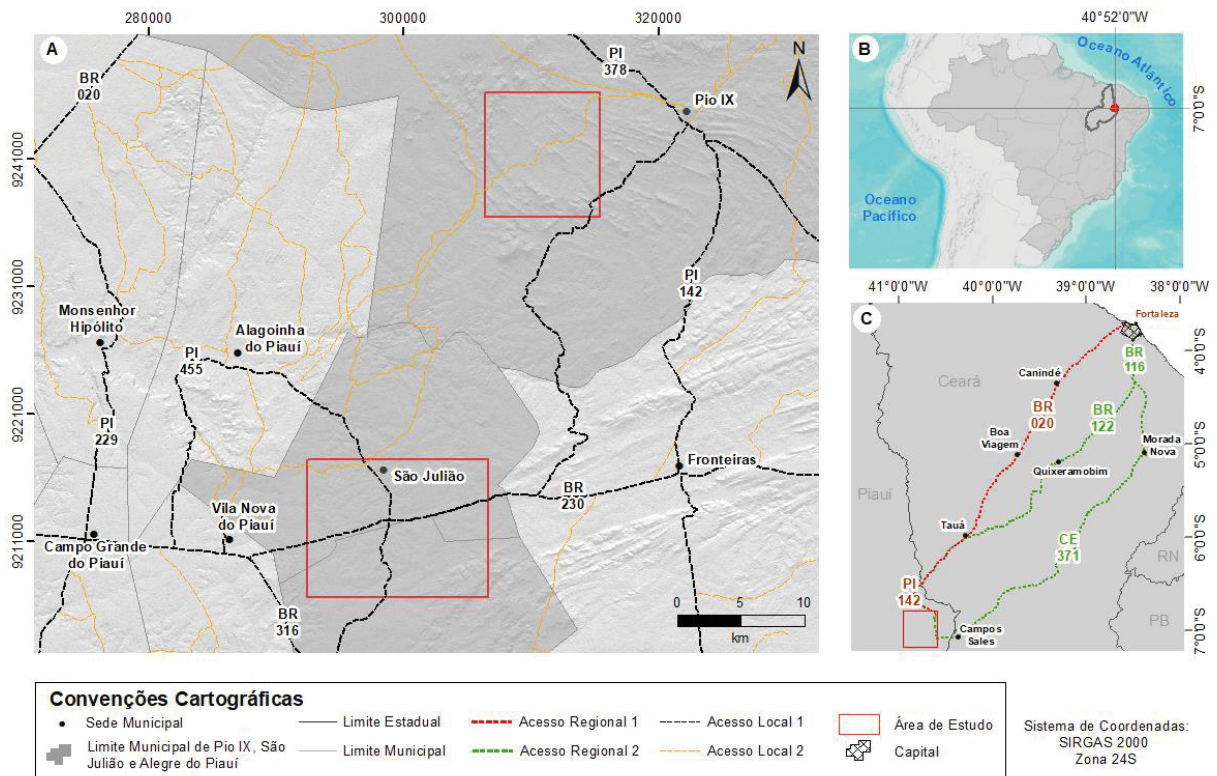 280000
300000
320000
A
N
9241000
9231000
9221000
9211000
BR
020
PI
378
Pio IX
PI
142
Monsenhor
Hipólito
Alagoinha
do Piauí
PI
455
PI
229
São Julião
Fronteiras
BR
230
Vila Nova
do Piauí
Campo Grande
do Piauí
BR
316
0 5 10
km
40°52'0"W
B
Oceano Atlântico
7°0'0"S
Oceano
Pacífico
41°0'0"W
40°0'0"W
39°0'0"W
38°0'0"W
C
Fortaleza
4°0'0"S
5°0'0"S
6°0'0"S
7°0'0"S
BR
116
Canindé
Ceará
BR
020
BR
122
Boa
Viagem
Morada
Nova
Quixeramobim
Piauí
Tauá
CE
371
RN
PI
142
PB
Campos
Sales
Convenções Cartográficas
Sede Municipal
Limite Municipal de Pio IX, São
Julião e Alegre do Piauí
Limite Estadual
Limite Municipal
Acesso Regional 1
Acesso Regional 2
Acesso Local 1
Acesso Local 2
Área de Estudo
Capital
Sistema de Coordenadas:
SIRGAS 2000
Zona 24S